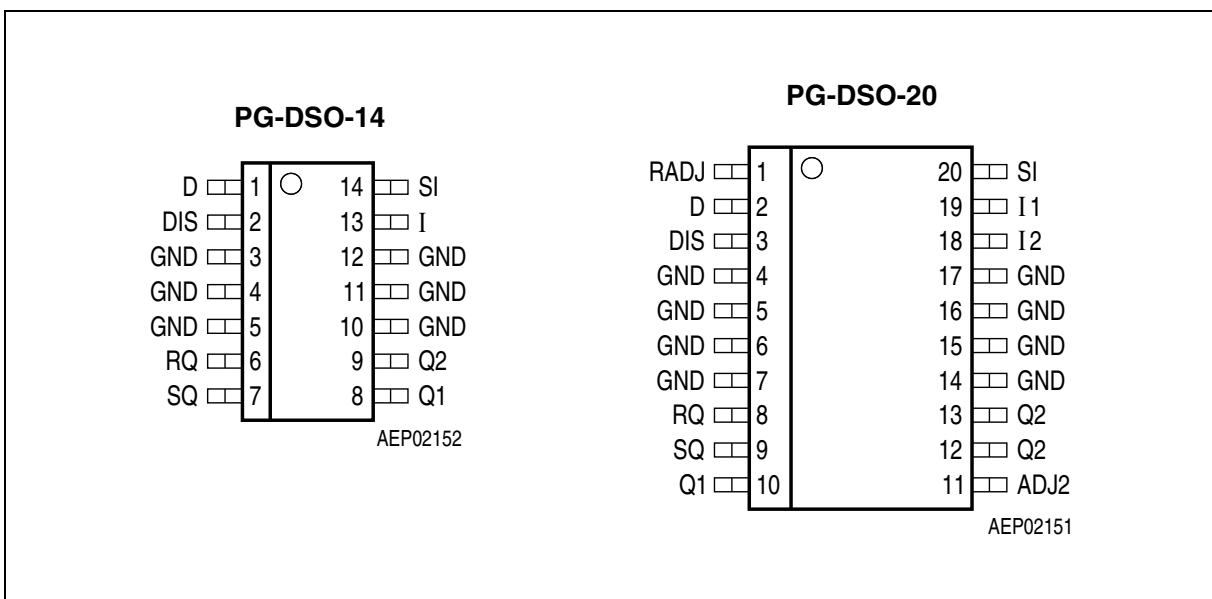 PG-DSO-14
D 1 14 SI
DIS 2 13 I
GND 3 12 GND
GND 4 11 GND
GND 5 10 GND
RQ 6 9 Q2
SQ 7 8 Q1
AEP02152
PG-DSO-20
RADJ 1 20 SI
D 2 19 I1
DIS 3 18 I2
GND 4 17 GND
GND 5 16 GND
GND 6 15 GND
GND 7 14 GND
RQ 8 13 Q2
SQ 9 12 Q2
Q1 10 11 ADJ2
AEP02151